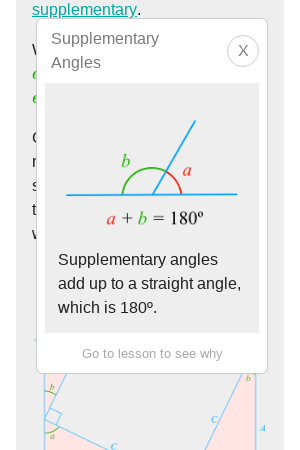 supplementary.
Supplementary
Angles
X
b
a
a + b = 180º
Supplementary angles
add up to a straight angle,
which is 180º.
Go to lesson to see why
b
b
a
C
C
A